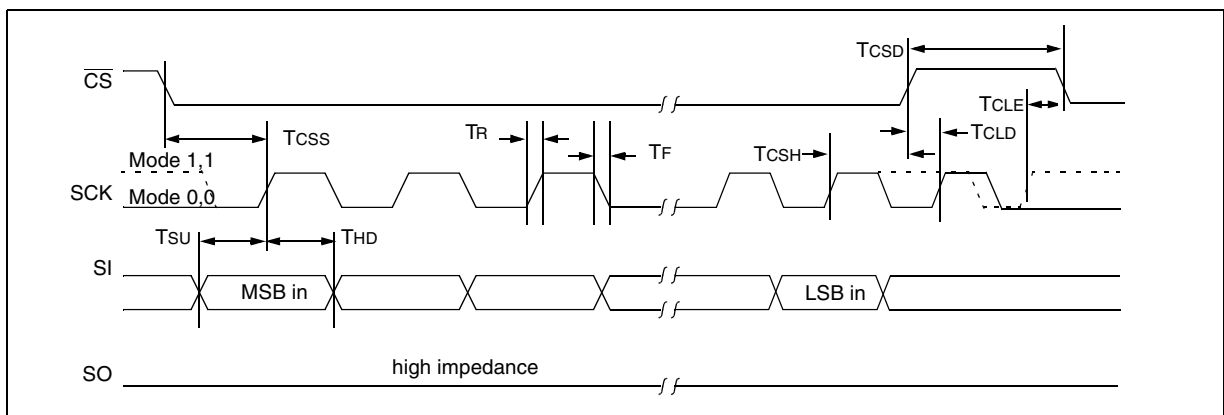 TCSD
CS
TCLE
TCSS
TR
TF
TCSH
TCLD
Mode 1,1
SCK
Mode 0,0
TSU
THD
SI
MSB in
LSB in
SO
high impedance